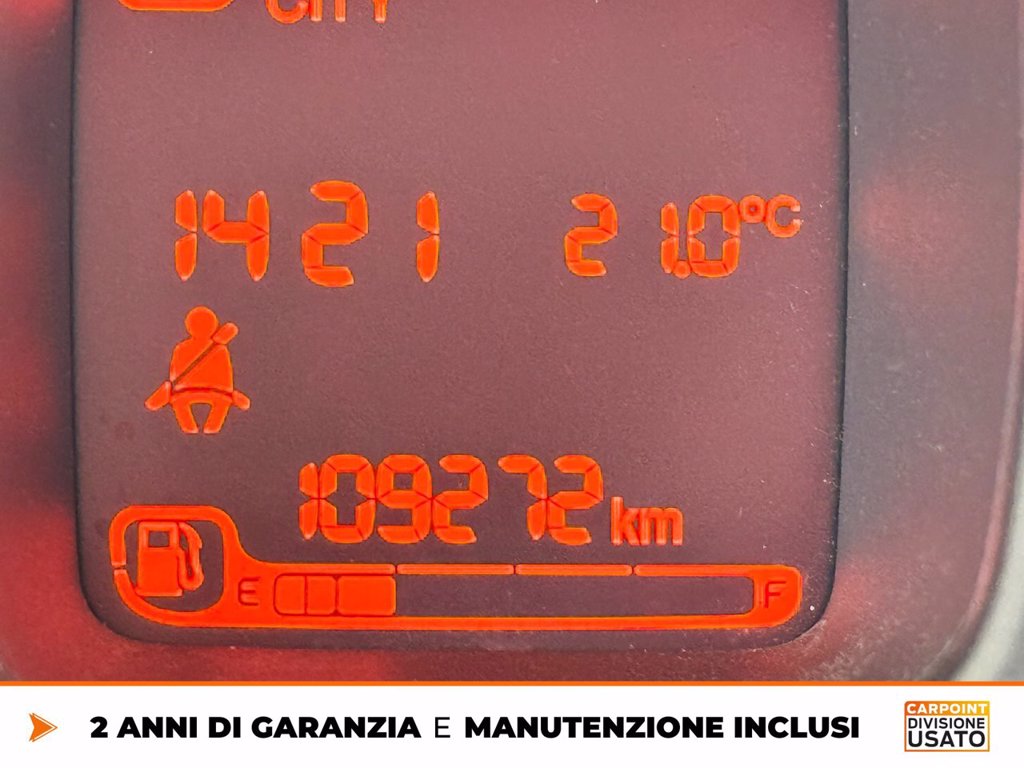 CITY
14 21 21.0°C
109272 km
E F
2 ANNI DI GARANZIA E MANUTENZIONE INCLUSI
CARPOINT
DIVISIONE
USATO